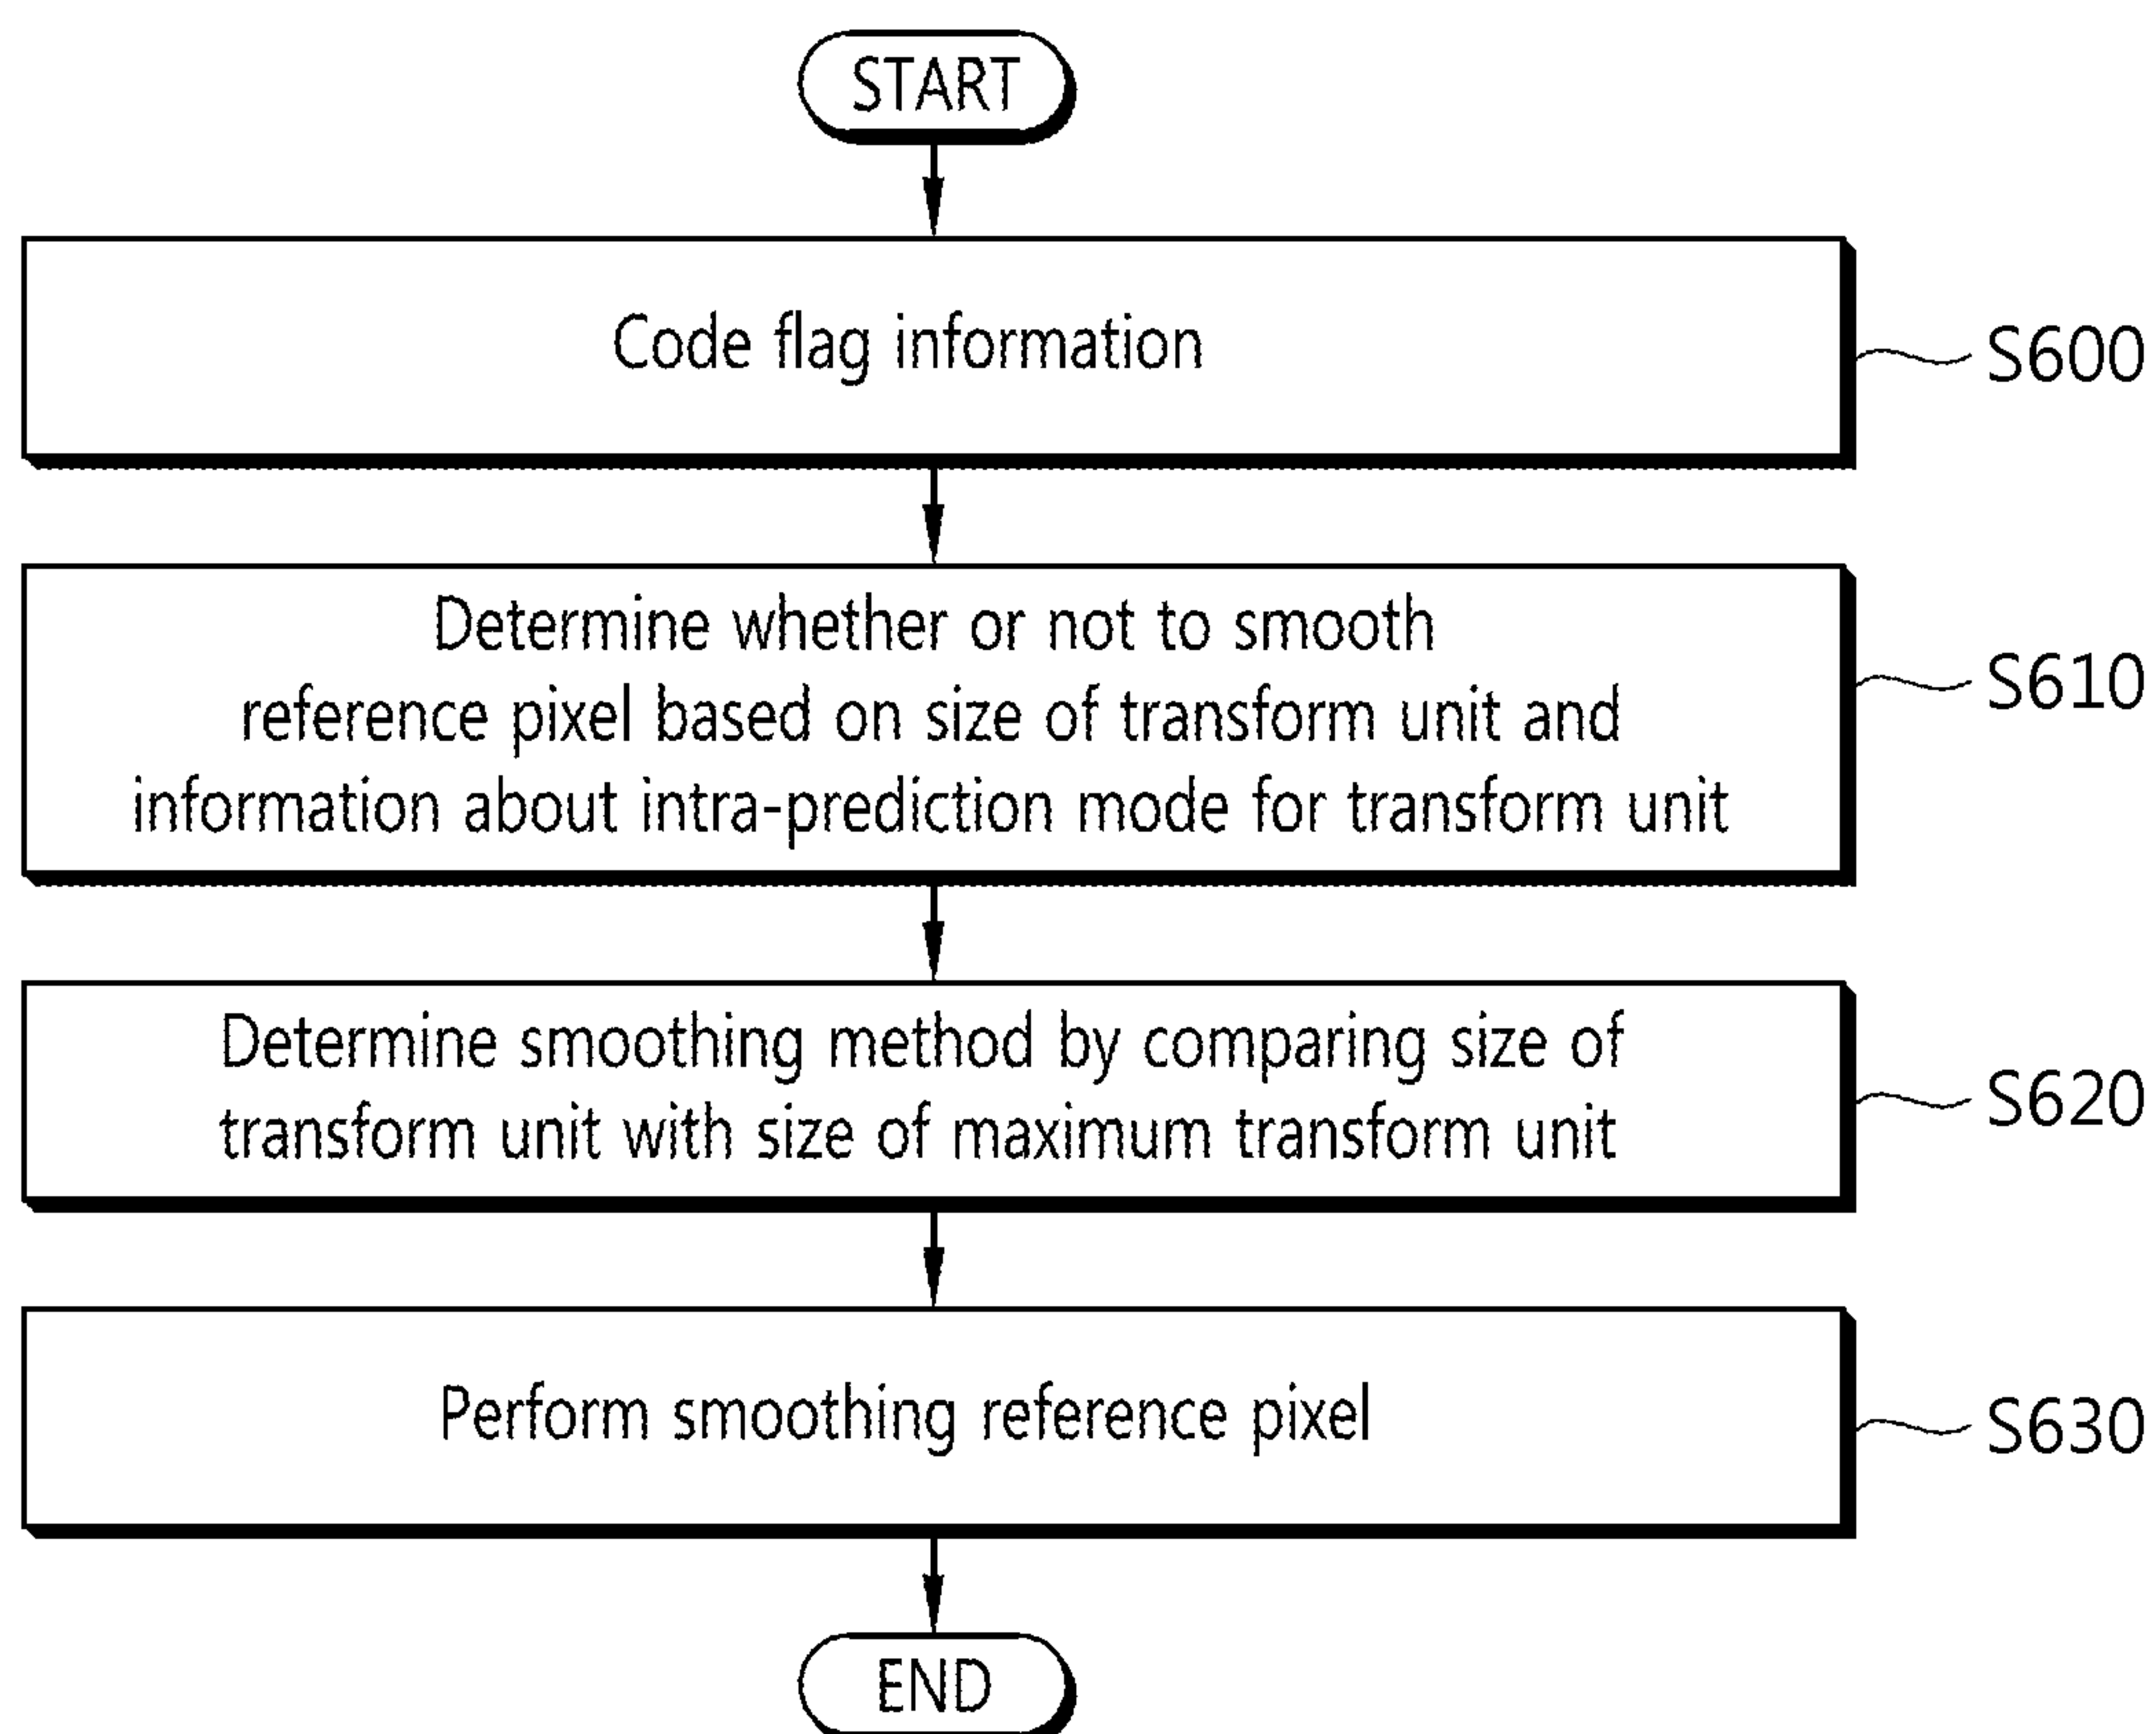 START
Code flag information
S600
Determine whether or not to smooth
reference pixel based on size of transform unit and
information about intra-prediction mode for transform unit
S610
Determine smoothing method by comparing size of
transform unit with size of maximum transform unit
S620
Perform smoothing reference pixel
S630
END